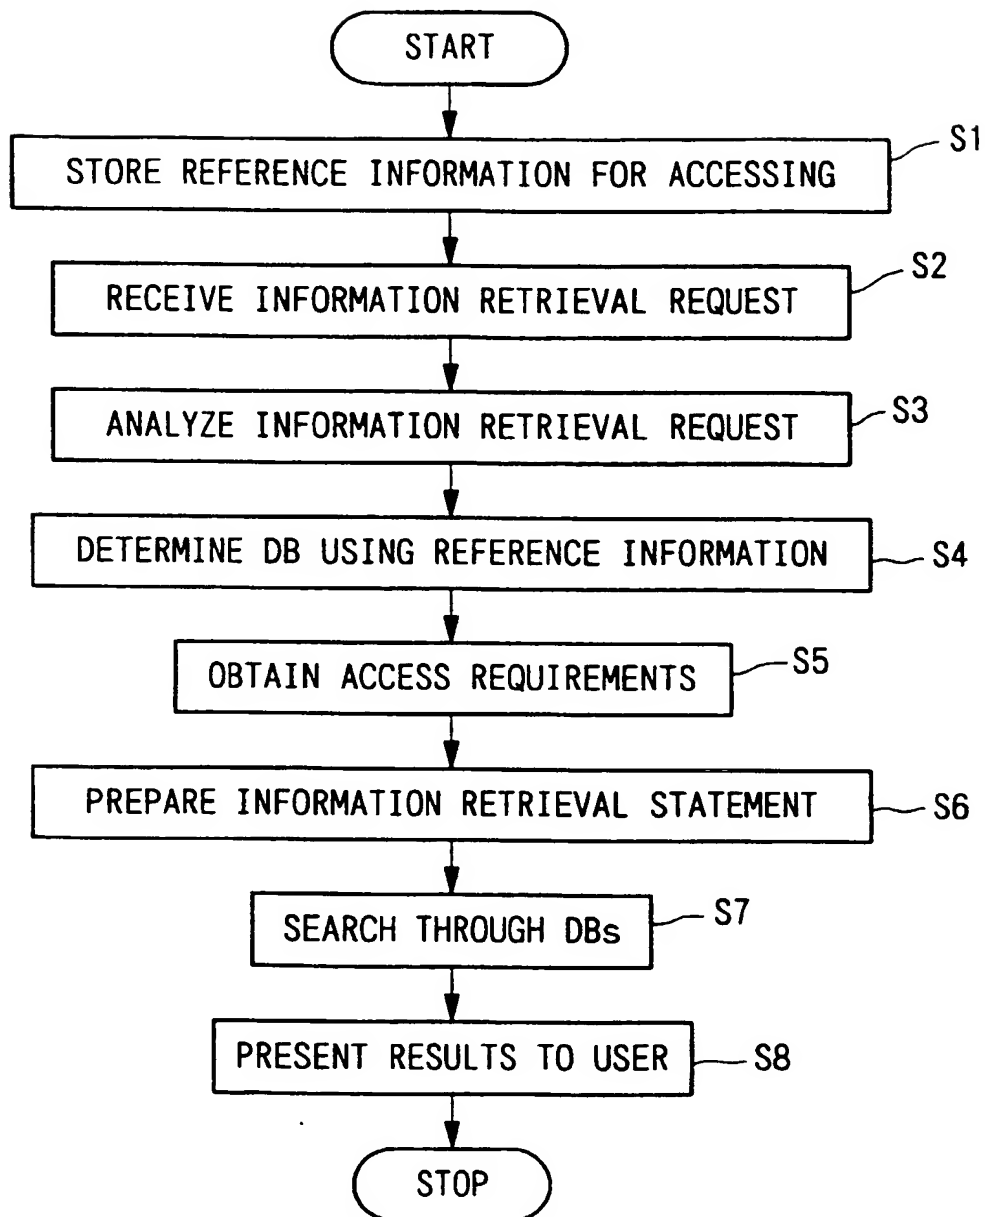 START
STORE REFERENCE INFORMATION FOR ACCESSING
S1
RECEIVE INFORMATION RETRIEVAL REQUEST
S2
ANALYZE INFORMATION RETRIEVAL REQUEST
S3
DETERMINE DB USING REFERENCE INFORMATION
S4
OBTAIN ACCESS REQUIREMENTS
S5
PREPARE INFORMATION RETRIEVAL STATEMENT
S6
SEARCH THROUGH DBs
S7
PRESENT RESULTS TO USER
S8
STOP